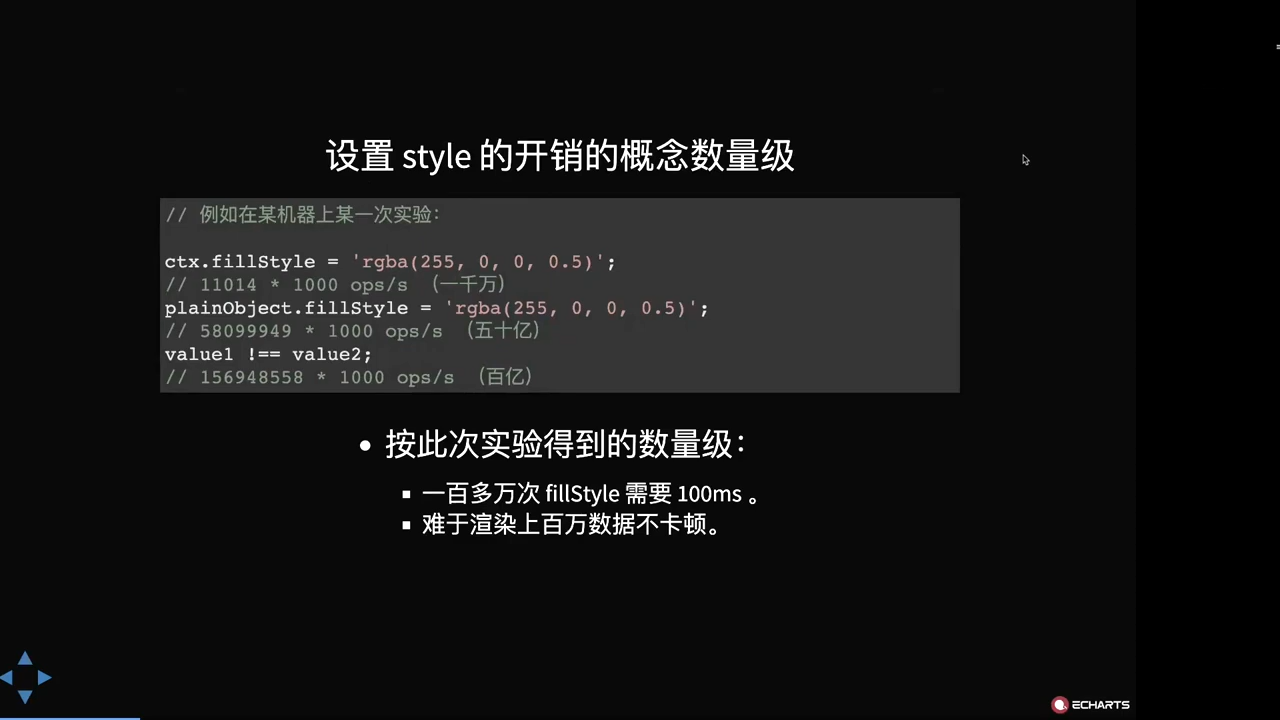 设置 style 的开销的概念数量级
// 例如在某机器上某一次实验：
ctx.fillStyle = 'rgba(255, 0, 0, 0.5)';
// 11014 * 1000 ops/s （一千万）
plainObject.fillStyle = 'rgba(255, 0, 0, 0.5)';
// 58099949 * 1000 ops/s （五十亿）
value1 !== value2;
// 156948558 * 1000 ops/s （百亿）
• 按此次实验得到的数量级：
▪ 一百多万次 fillStyle 需要 100ms 。
▪ 难于渲染上百万数据不卡顿。
ECHARTS